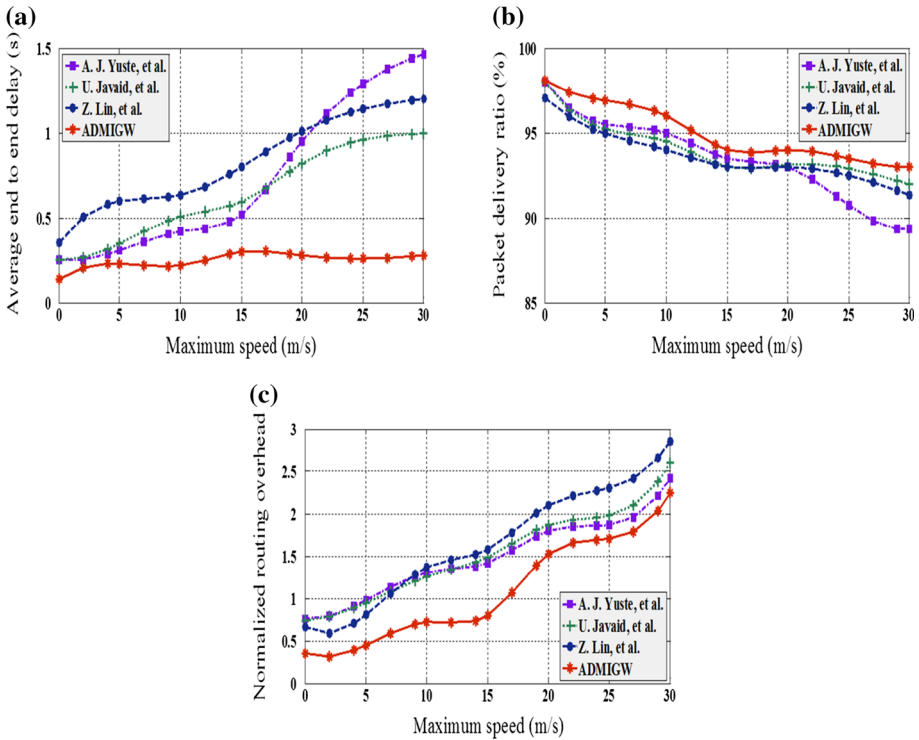 (a)
Average end to end delay (s)
1.5
1
0.5
0
A. J. Yuste, et al.
U. Javaid, et al.
Z. Lin, et al.
ADMIGW
0 5 10 15 20 25 30
Maximum speed (m/s)
(b)
Packet delivery ratio (%)
100
95
90
85
A. J. Yuste, et al.
U. Javaid, et al.
Z. Lin, et al.
ADMIGW
0 5 10 15 20 25 30
Maximum speed (m/s)
(c)
Normalized routing overhead
3
2.5
2
1.5
1
0.5
0
A. J. Yuste, et al.
U. Javaid, et al.
Z. Lin, et al.
ADMIGW
0 5 10 15 20 25 30
Maximum speed (m/s)